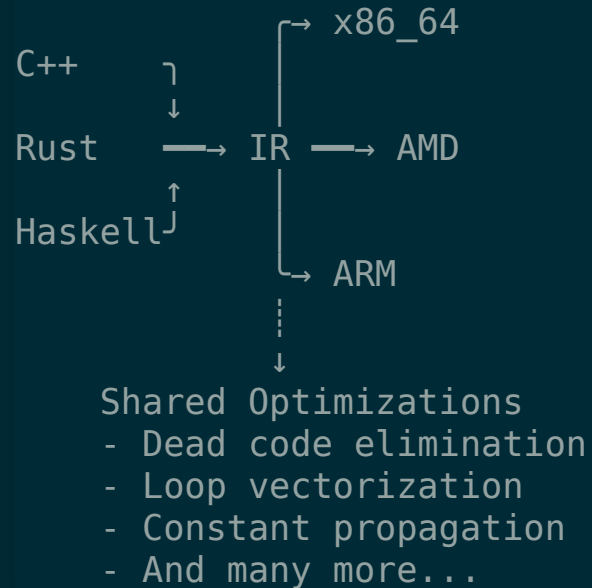 x86_64
C++
Rust IR AMD
Haskell
ARM
Shared Optimizations
- Dead code elimination
- Loop vectorization
- Constant propagation
- And many more...